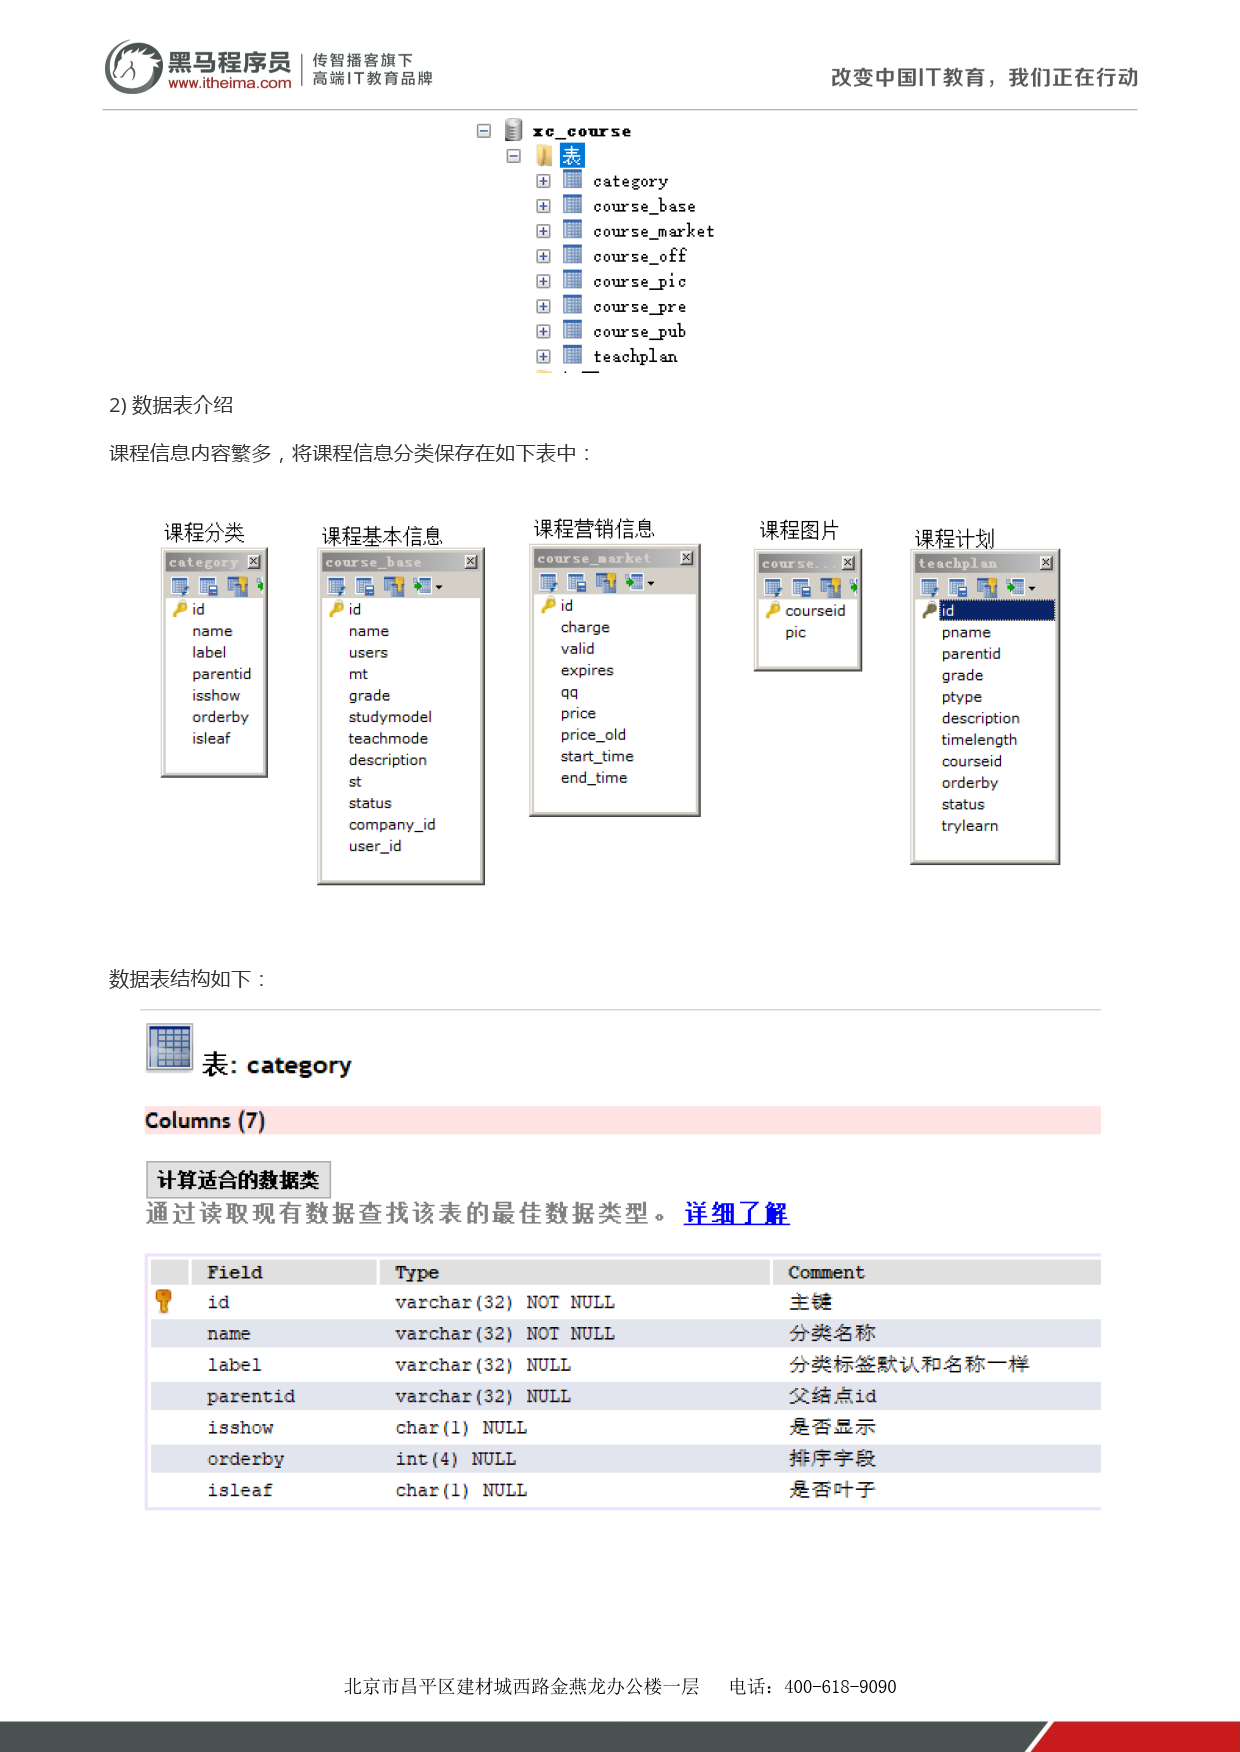 黑马程序员
www.itheima.com
传智播客旗下
高端IT教育品牌
改变中国IT教育，我们正在行动
xc_course
表
category
course_base
course_market
course_off
course_pic
course_pre
course_pub
teachplan
2) 数据表介绍
课程信息内容繁多，将课程信息分类保存在如下表中：
课程分类
category
id
name
label
parentid
isshow
orderby
isleaf
课程基本信息
course_base
id
name
users
mt
grade
studymodel
teachmode
description
st
status
company_id
user_id
课程营销信息
course_market
id
charge
valid
expires
qq
price
price_old
start_time
end_time
课程图片
course...
courseid
pic
课程计划
teachplan
id
pname
parentid
grade
ptype
description
timelength
courseid
orderby
status
trylearn
数据表结构如下：
表: category
Columns (7)
计算适合的数据类
通过读取现有数据查找该表的最佳数据类型。 详细了解
Field Type Comment
id varchar(32) NOT NULL 主键
name varchar(32) NOT NULL 分类名称
label varchar(32) NULL 分类标签默认和名称一样
parentid varchar(32) NULL 父结点id
isshow char(1) NULL 是否显示
orderby int(4) NULL 排序字段
isleaf char(1) NULL 是否叶子
北京市昌平区建材城西路金燕龙办公楼一层 电话：400-618-9090